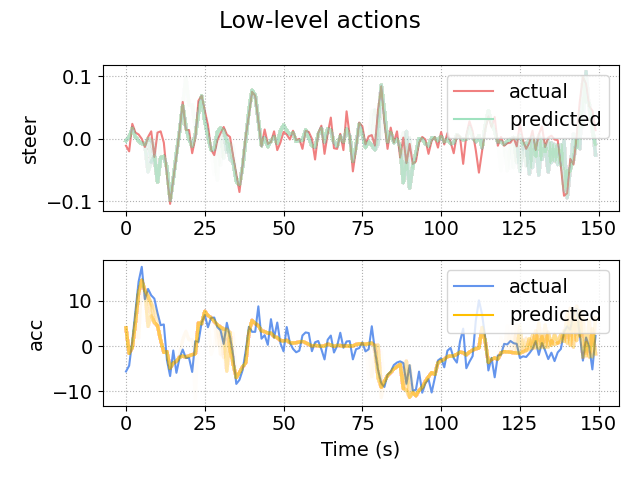 Low-level actions
steer
0.1
0.0
−0.1
actual
predicted
0 25 50 75 100 125 150
acc
10
0
−10
actual
predicted
0 25 50 75 100 125 150
Time (s)